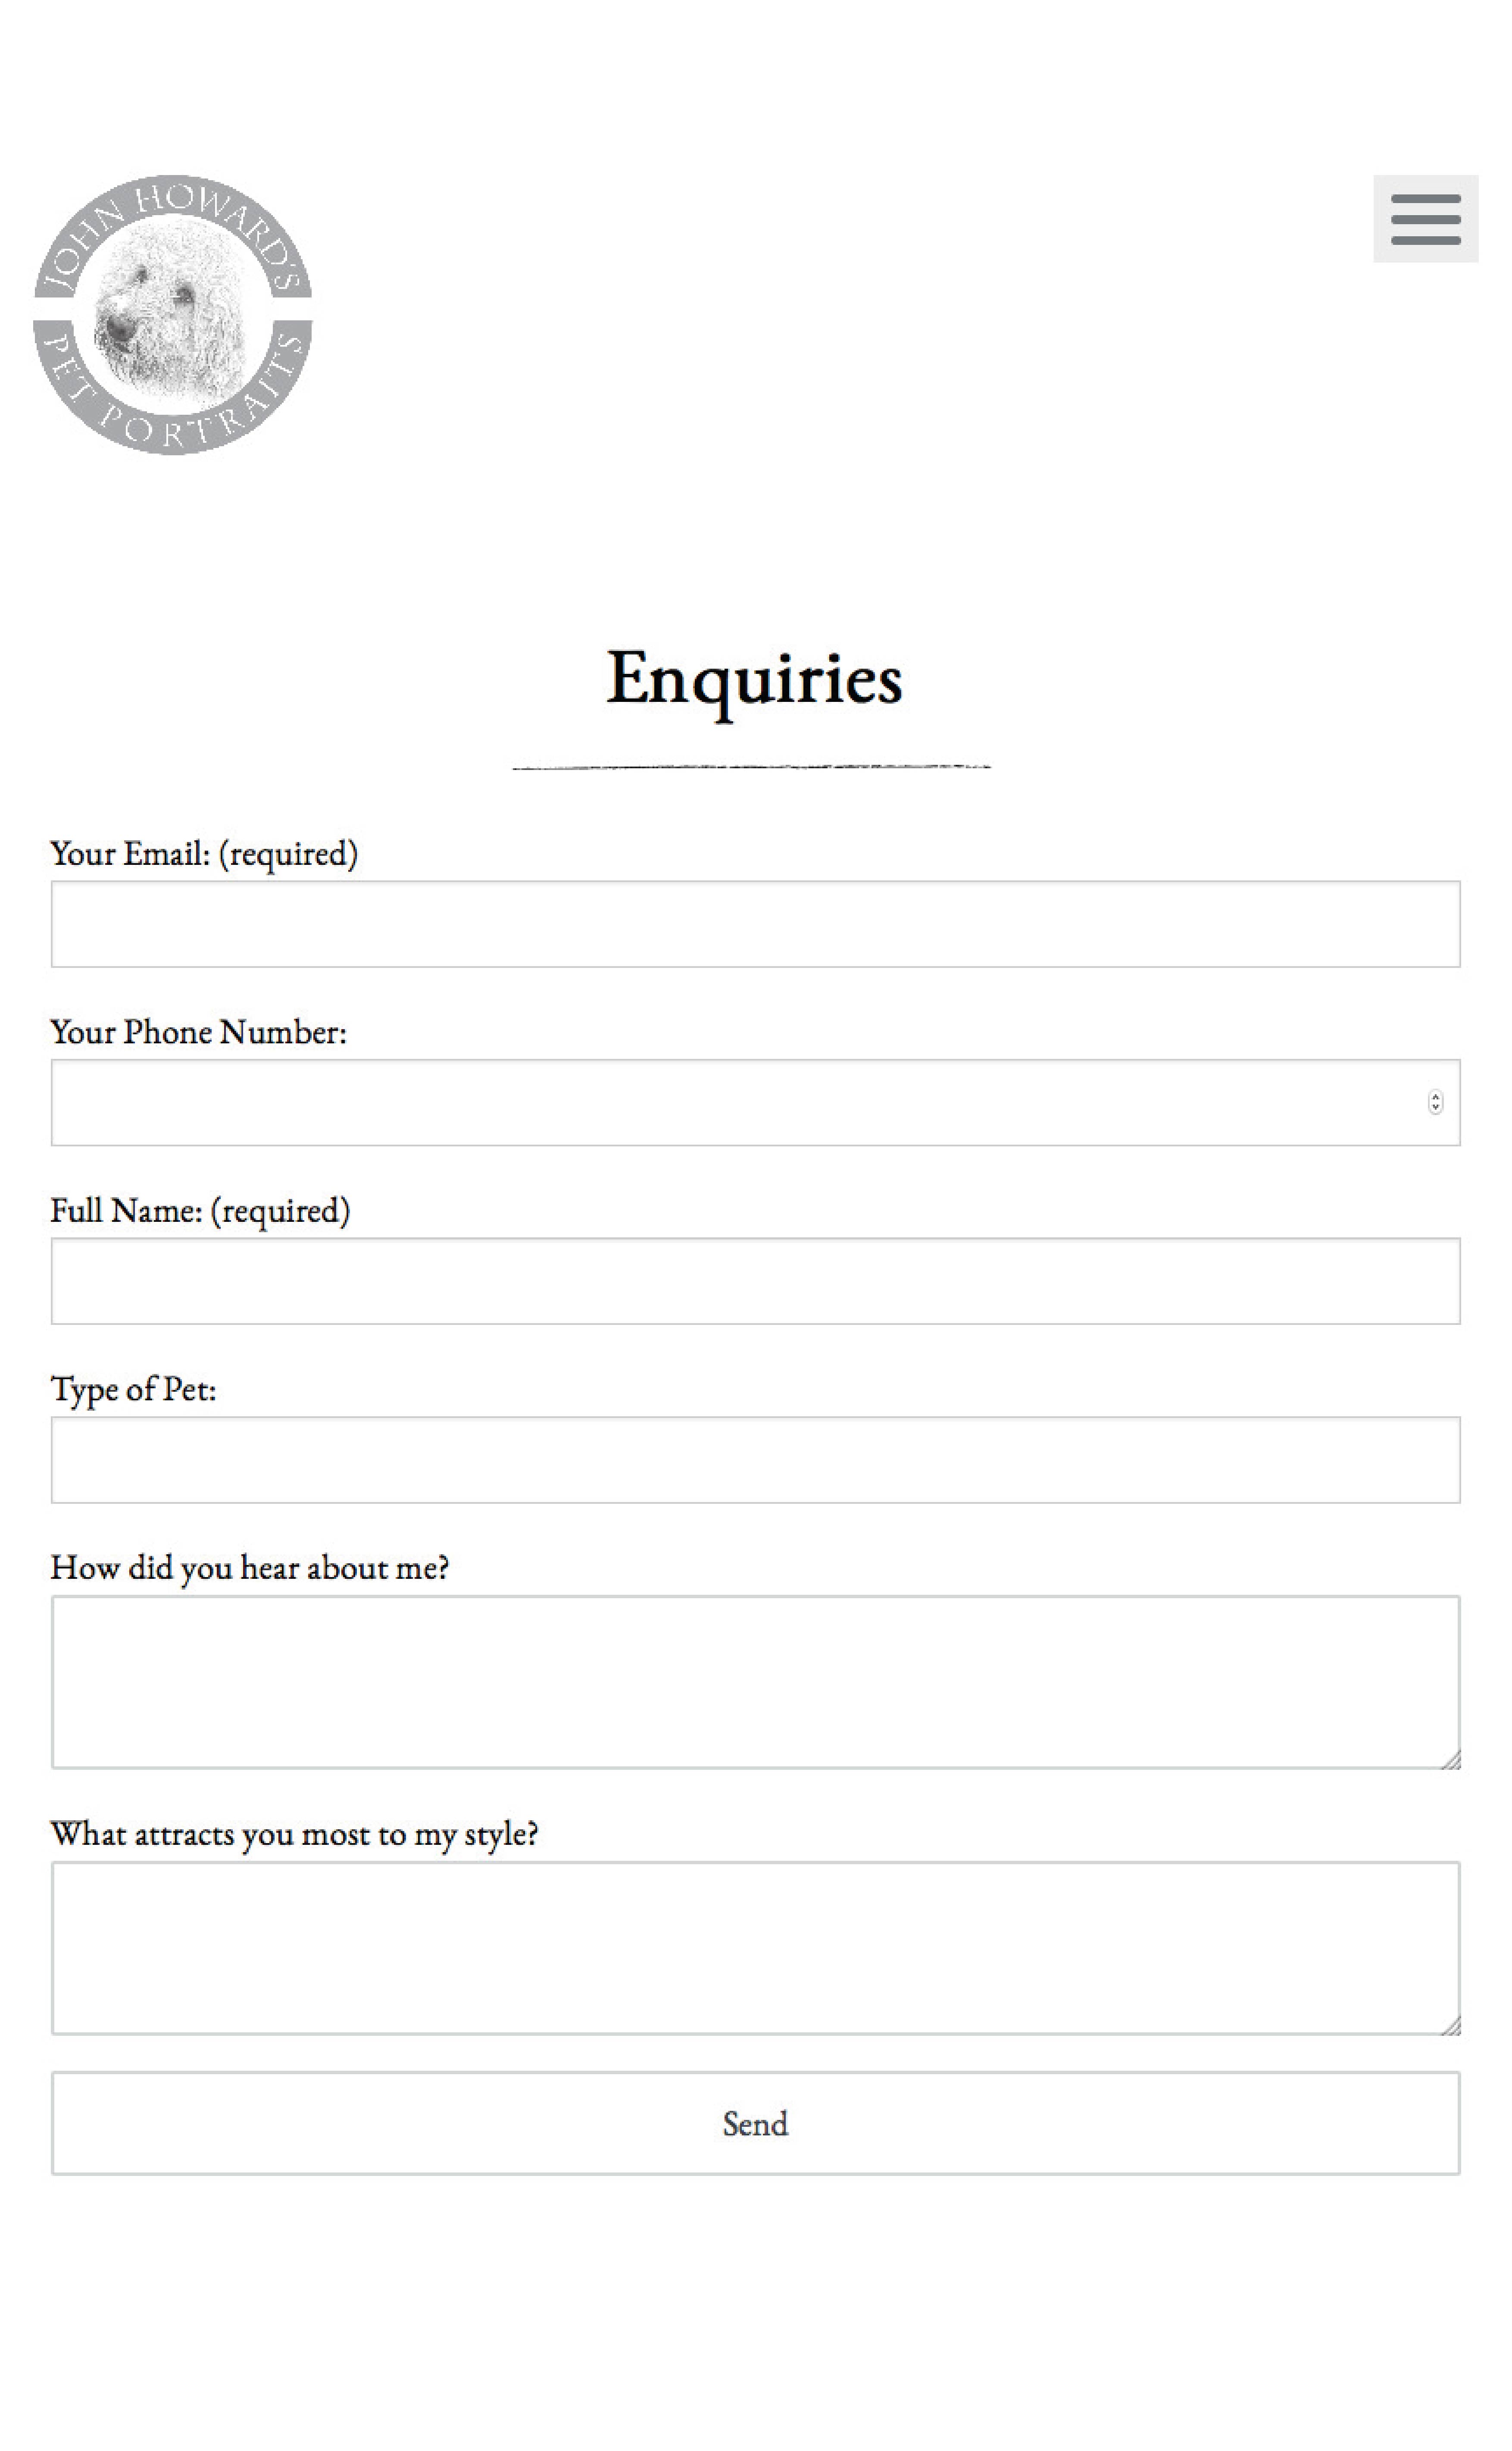 JOHN HOWARD'S
PET PORTRAITS
Enquiries
Your Email: (required)
Your Phone Number:
Full Name: (required)
Type of Pet:
How did you hear about me?
What attracts you most to my style?
Send